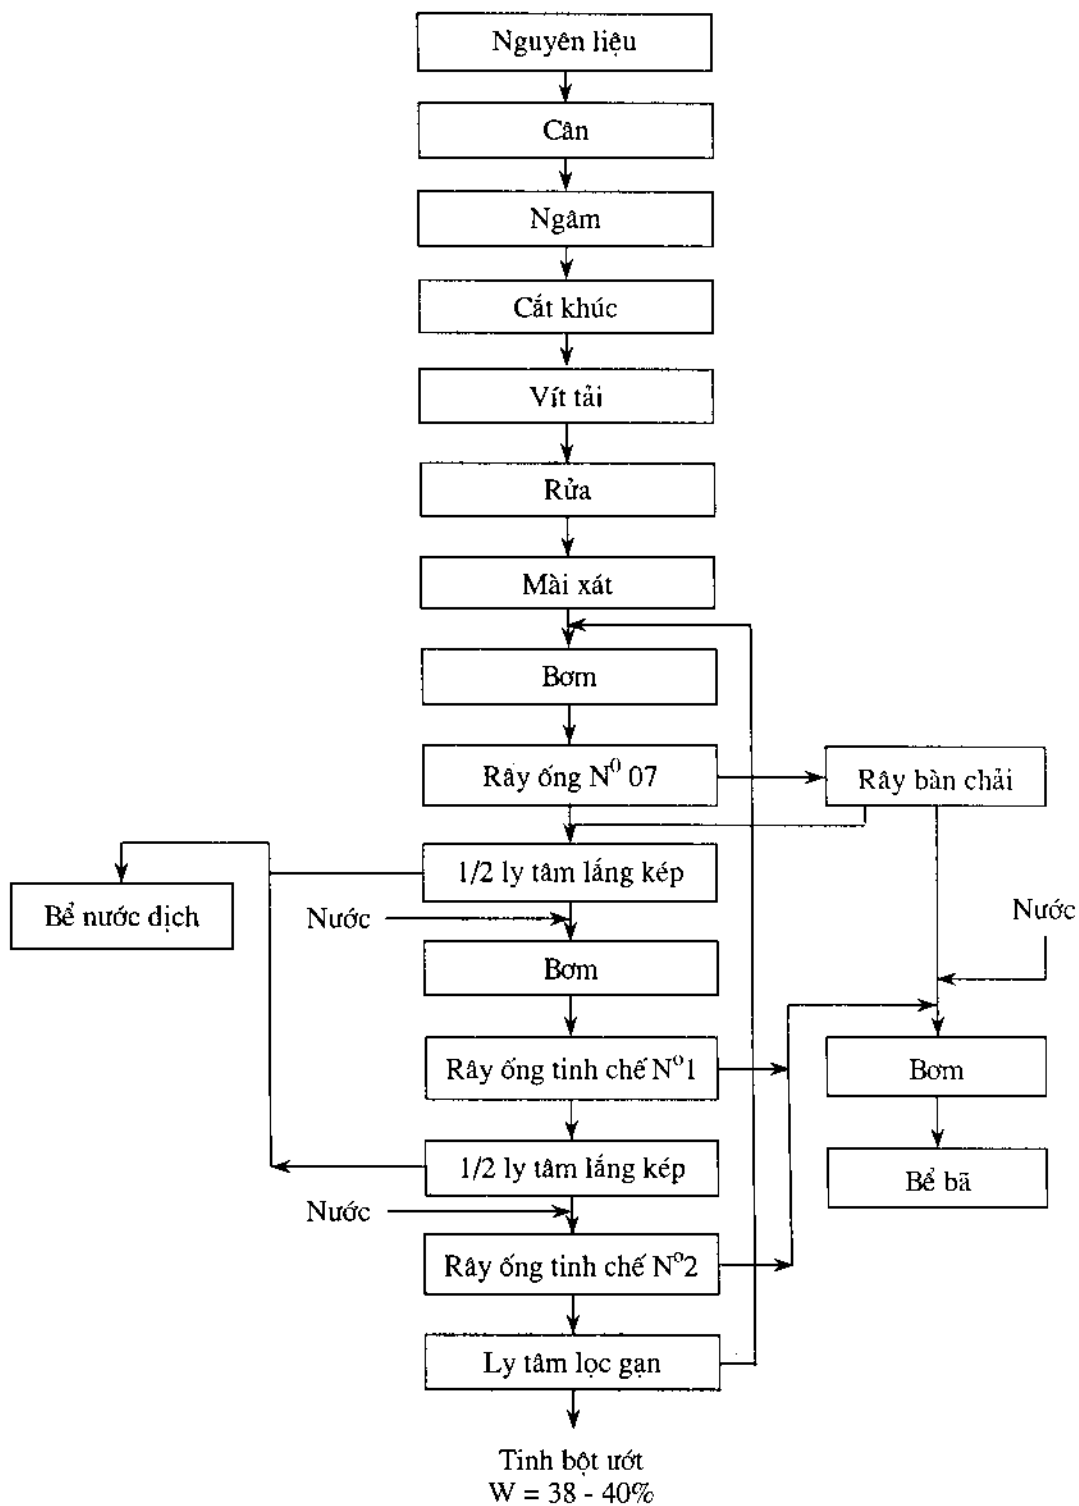 Nguyên liệu
Cân
Ngâm
Cắt khúc
Vít tải
Rửa
Mài xát
Bơm
Rây ống N⁰ 07
Rây bàn chải
1/2 ly tâm lắng kép
Bể nước dịch
Nước
Nước
Bơm
Rây ống tinh chế Nº1
Bơm
1/2 ly tâm lắng kép
Bể bã
Nước
Rây ống tinh chế Nº2
Ly tâm lọc gạn
Tinh bột ướt
W = 38 - 40%